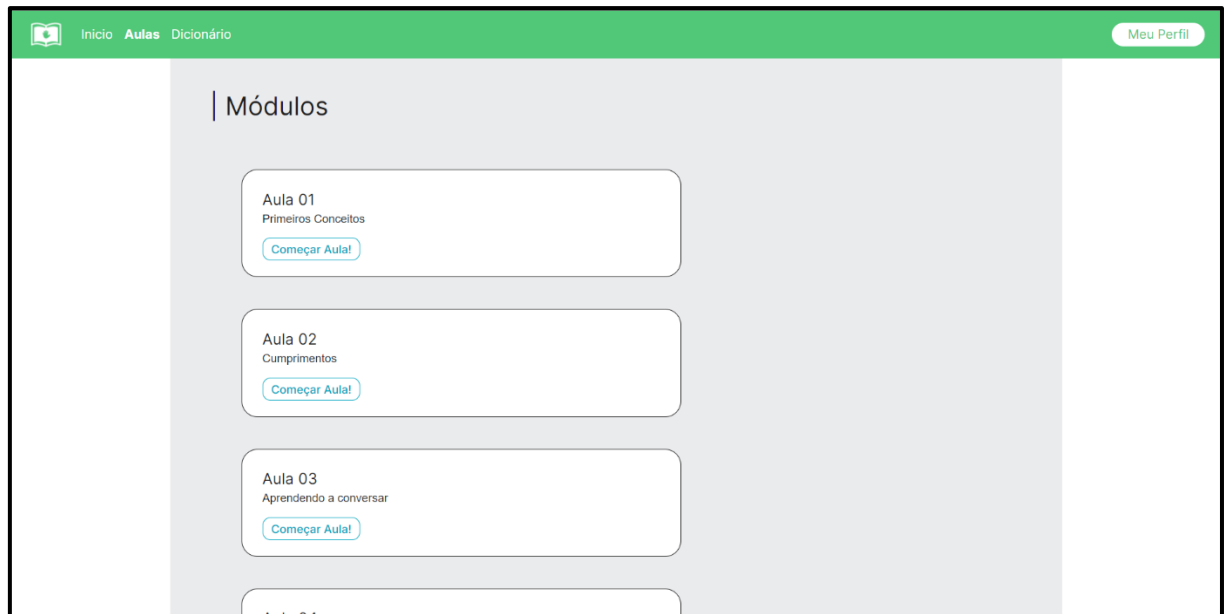 Inicio Aulas Dicionário Meu Perfil
Módulos
Aula 01
Primeiros Conceitos
Começar Aula!
Aula 02
Cumprimentos
Começar Aula!
Aula 03
Aprendendo a conversar
Começar Aula!